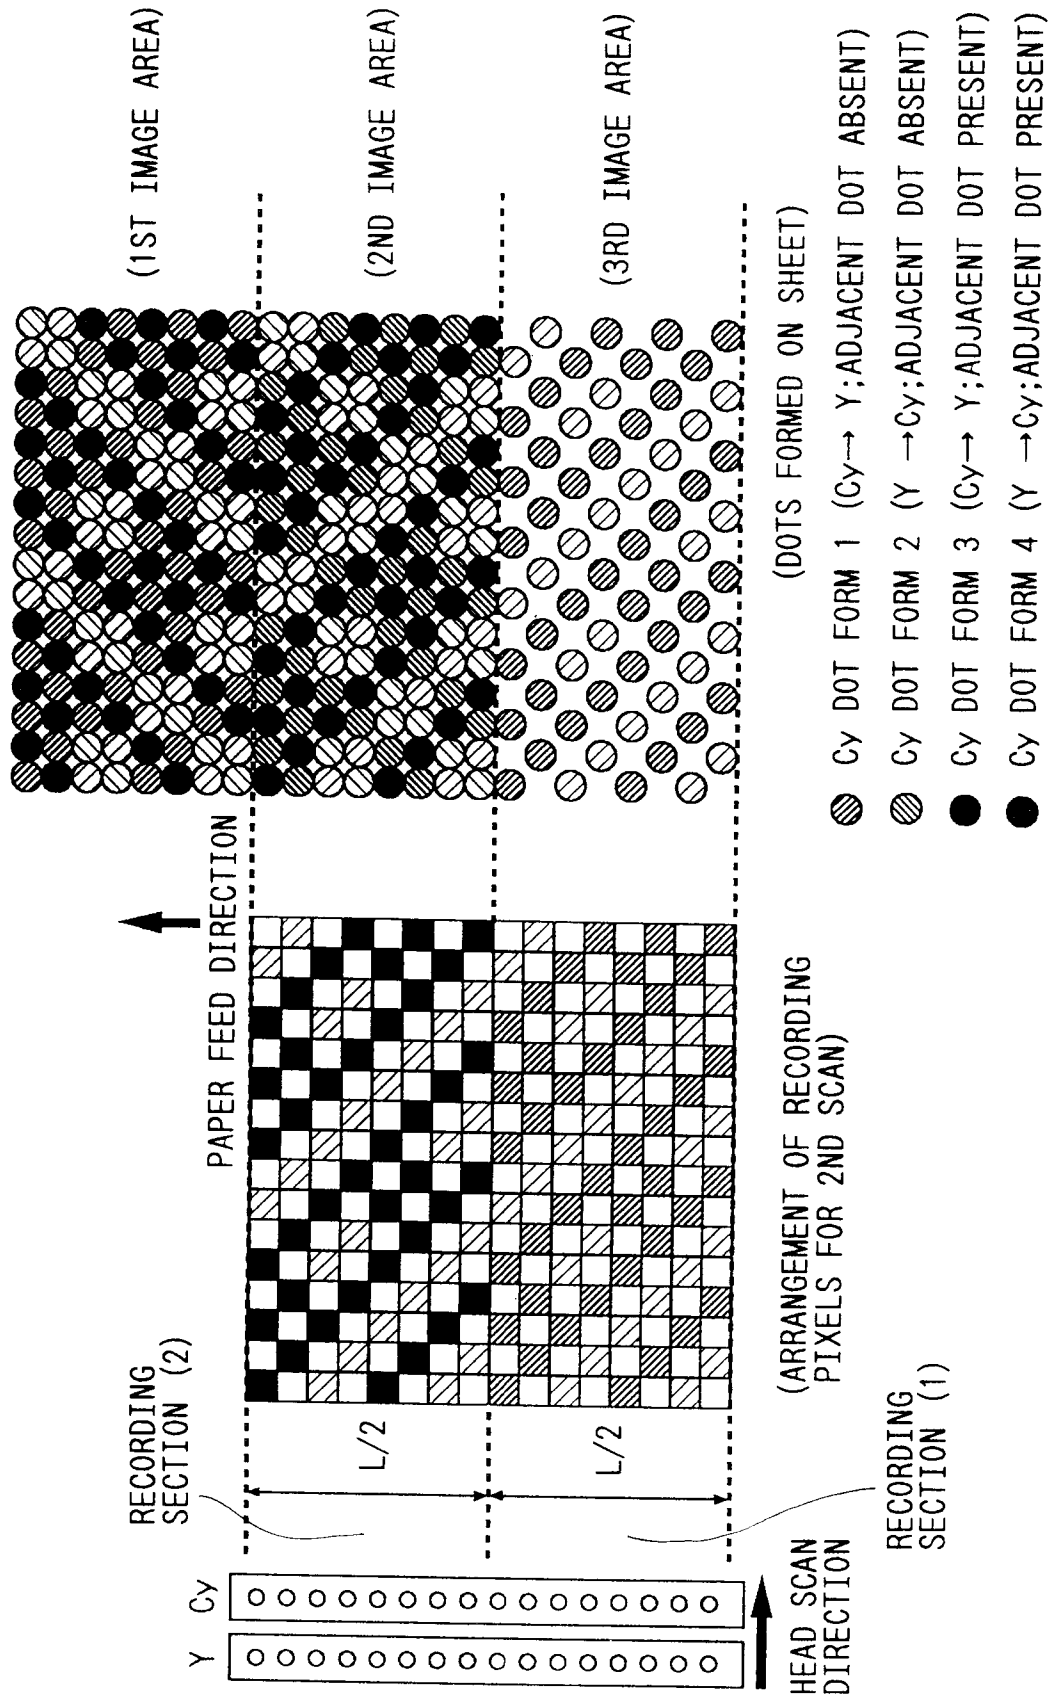 Y
Cy
HEAD SCAN
DIRECTION
RECORDING
SECTION (2)
L/2
L/2
RECORDING
SECTION (1)
PAPER FEED DIRECTION
(ARRANGEMENT OF RECORDING
PIXELS FOR 2ND SCAN)
(1ST IMAGE AREA)
(2ND IMAGE AREA)
(3RD IMAGE AREA)
(DOTS FORMED ON SHEET)
Cy DOT FORM 1 (Cy→ Y;ADJACENT DOT ABSENT)
Cy DOT FORM 2 (Y →Cy;ADJACENT DOT ABSENT)
Cy DOT FORM 3 (Cy→ Y;ADJACENT DOT PRESENT)
Cy DOT FORM 4 (Y →Cy;ADJACENT DOT PRESENT)